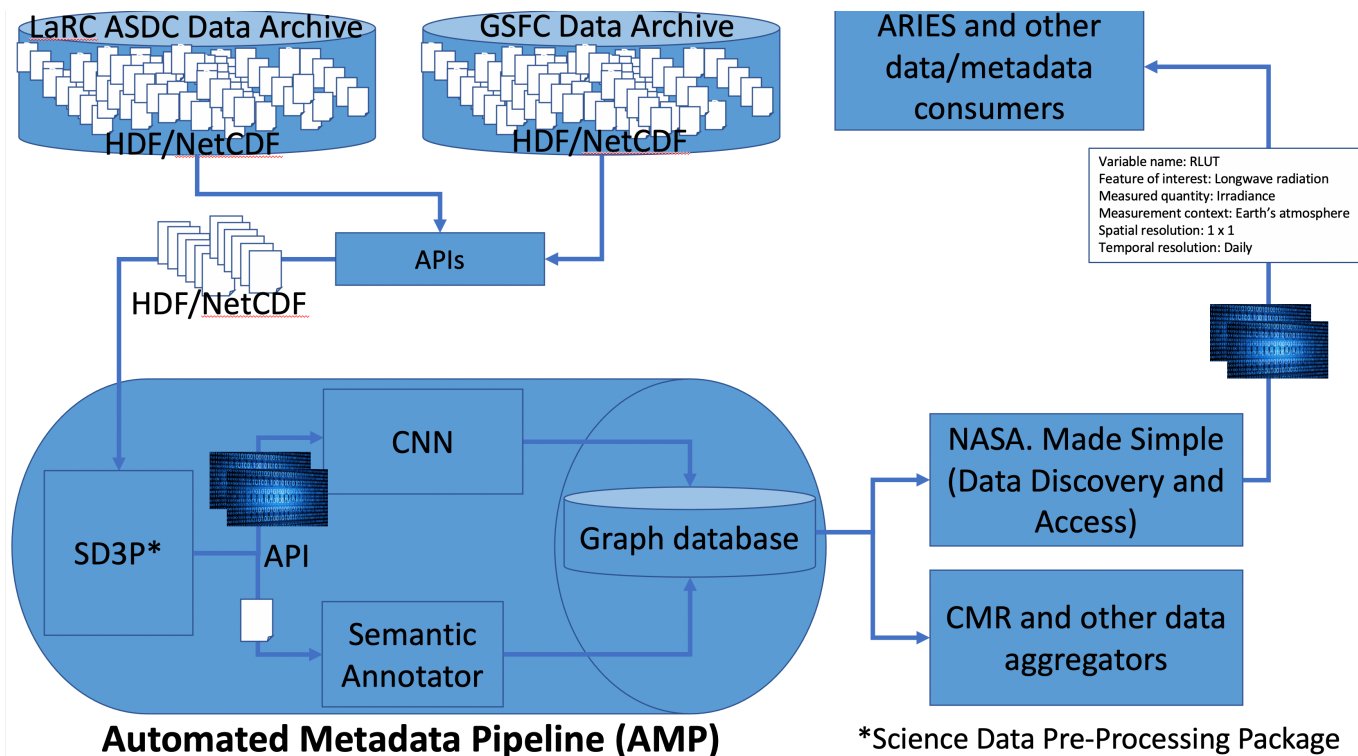 LaRC ASDC Data Archive
HDF/NetCDF
GSFC Data Archive
HDF/NetCDF
ARIES and other
data/metadata
consumers
Variable name: RLUT
Feature of interest: Longwave radiation
Measured quantity: Irradiance
Measurement context: Earth's atmosphere
Spatial resolution: 1 x 1
Temporal resolution: Daily
APIs
HDF/NetCDF
CNN
SD3P*
API
Semantic
Annotator
Graph database
NASA. Made Simple
(Data Discovery and
Access)
CMR and other data
aggregators
Automated Metadata Pipeline (AMP)
*Science Data Pre-Processing Package